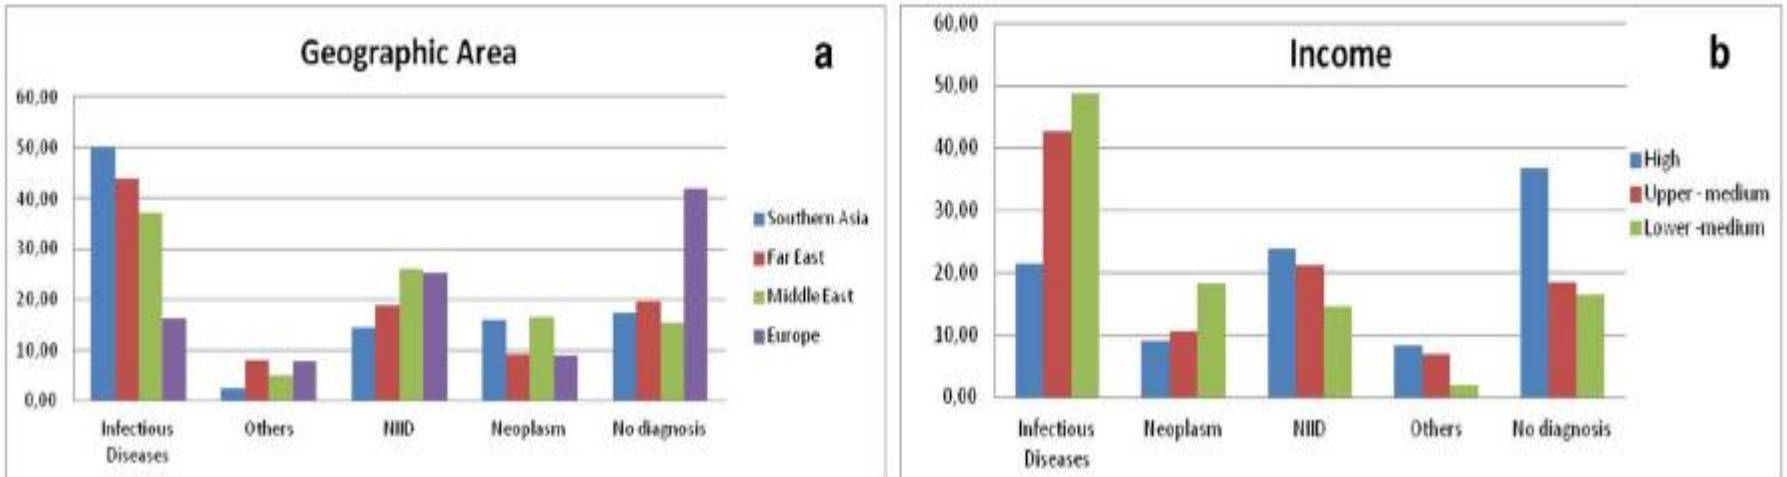 Geographic Area
a
60,00
50,00
40,00
30,00
20,00
10,00
0,00
Infectious Diseases
Others
NIID
Neoplasm
No diagnosis
Southern Asia
Far East
Middle East
Europe
Income
b
60,00
50,00
40,00
30,00
20,00
10,00
0,00
Infectious Diseases
Neoplasm
NIID
Others
No diagnosis
High
Upper - medium
Lower -medium